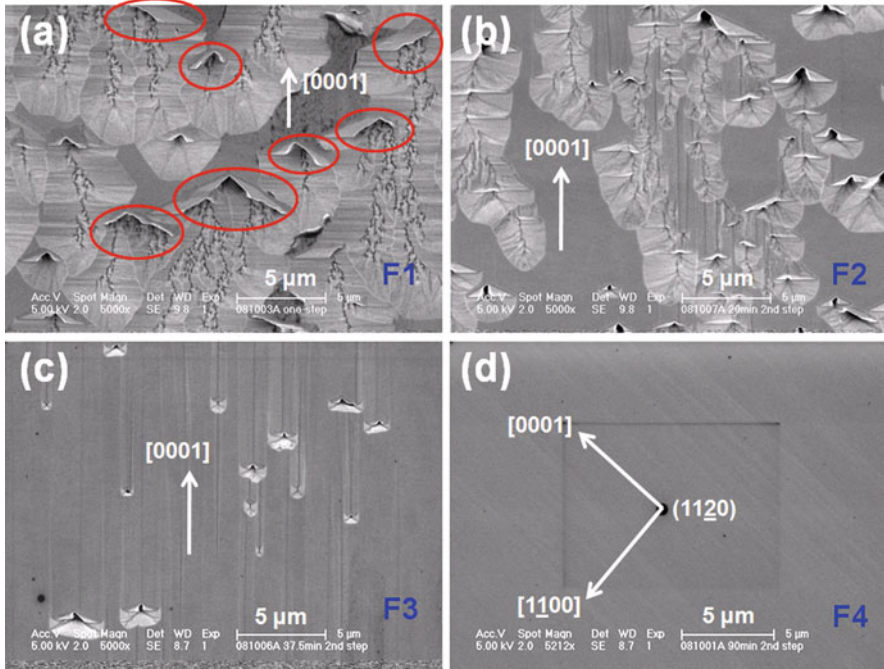 (a)
[0001]
5 µm
F1
Acc.V Spot Magn Det WD Exp
5.00 kV 2.0 5000x SE 9.8 1
5 µm
081003A one-step
(b)
[0001]
5 µm
F2
Acc.V Spot Magn Det WD Exp
5.00 kV 2.0 5000x SE 9.8 1
5 µm
081007A 20min 2nd step
(c)
[0001]
5 µm
F3
Acc.V Spot Magn Det WD Exp
5.00 kV 2.0 5000x SE 8.7 1
5 µm
081006A 37.5min 2nd step
(d)
[0001]
(1120)
[1100]
5 µm
F4
Acc.V Spot Magn Det WD Exp
5.00 kV 2.0 5212x SE 8.7 1
5 µm
081001A 90min 2nd step